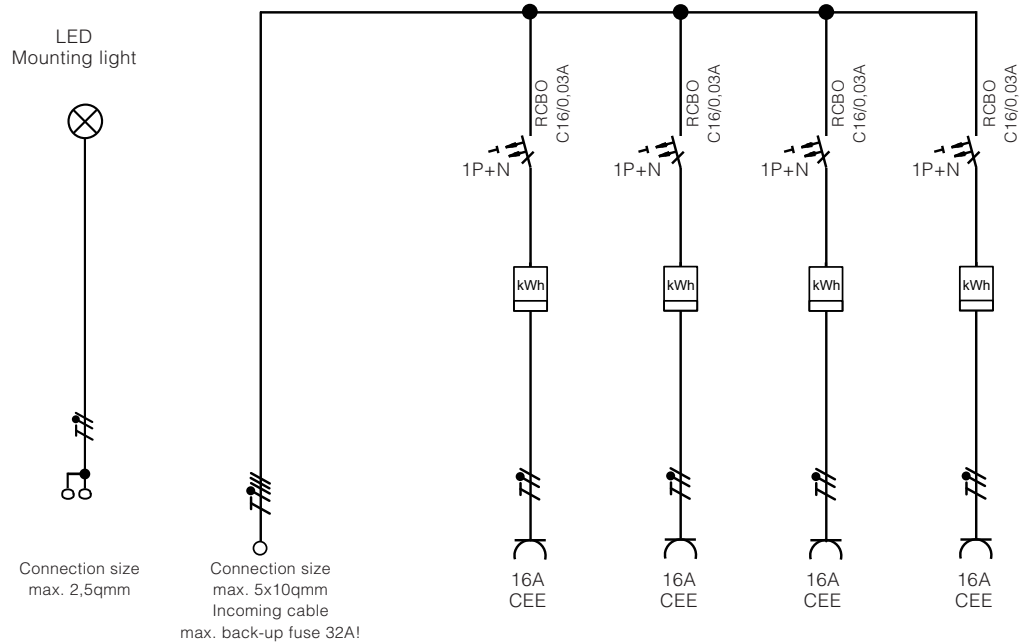 LED
Mounting light
RCBO
C16/0,03A
RCBO
C16/0,03A
RCBO
C16/0,03A
RCBO
C16/0,03A
1P+N
1P+N
1P+N
1P+N
kWh
kWh
kWh
kWh
Connection size
max. 2,5qmm
Connection size
max. 5x10qmm
Incoming cable
max. back-up fuse 32A!
16A
CEE
16A
CEE
16A
CEE
16A
CEE